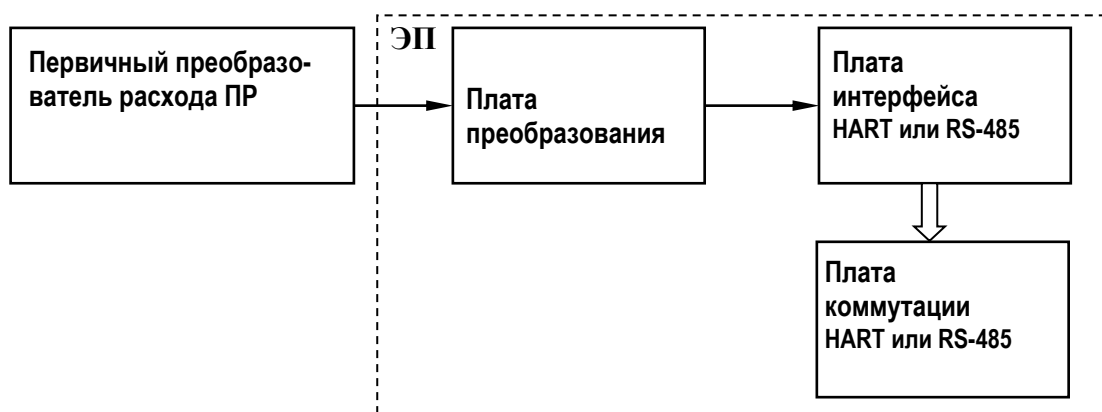 ЭП
Первичный преобразо-
ватель расхода ПР
Плата
преобразования
Плата
интерфейса
HART или RS-485
Плата
коммутации
HART или RS-485